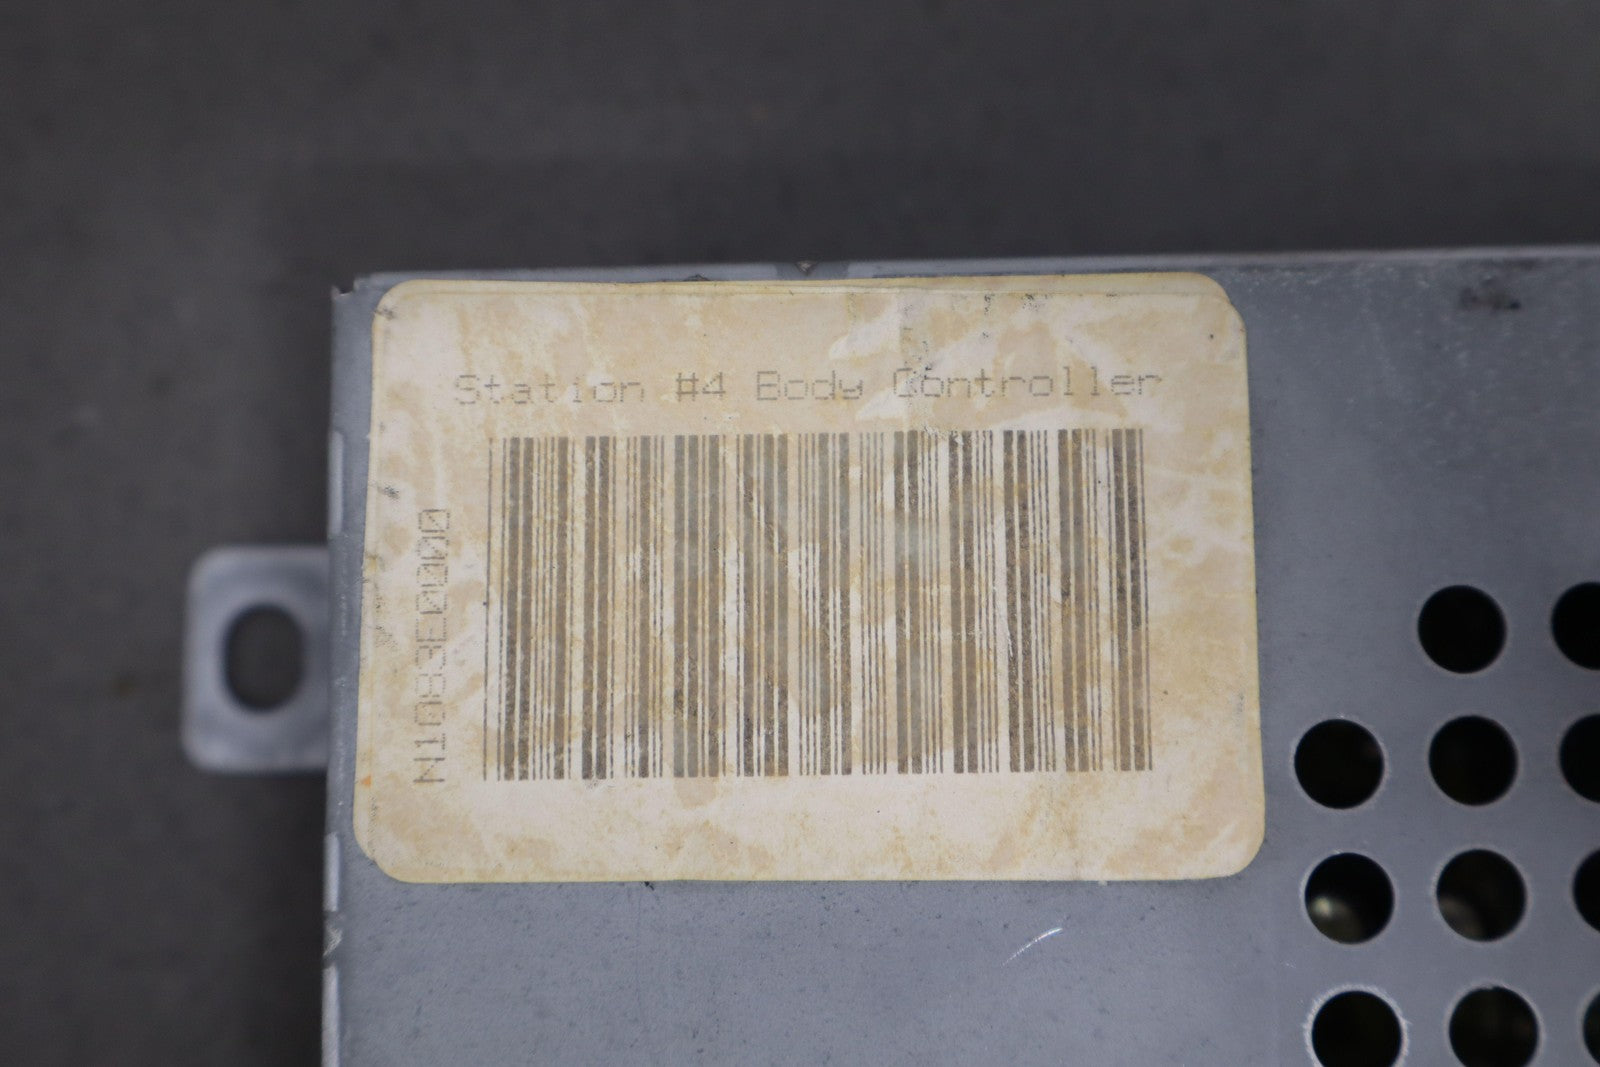 Station #4 Body Controller
N1083E0000